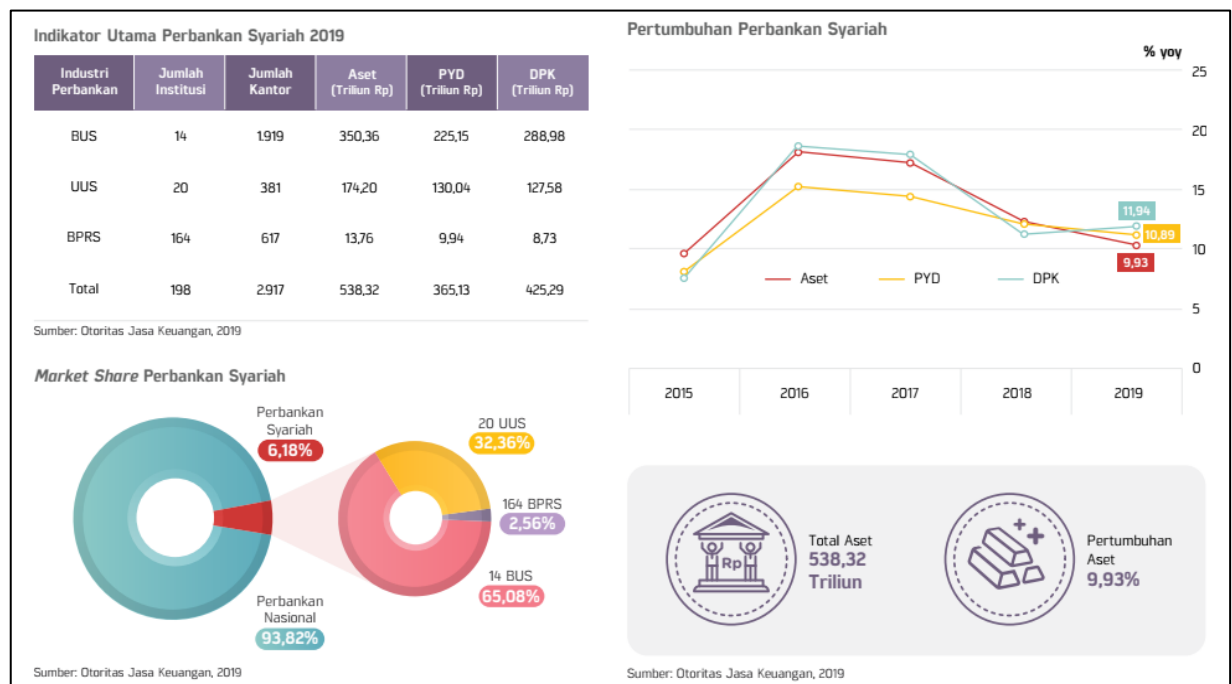 Indikator Utama Perbankan Syariah 2019
Industri Perbankan Jumlah Institusi Jumlah Kantor Aset (Triliun Rp) PYD (Triliun Rp) DPK (Triliun Rp)
BUS 14 1.919 350,36 225,15 288,98
UUS 20 381 174,20 130,04 127,58
BPRS 164 617 13,76 9,94 8,73
Total 198 2.917 538,32 365,13 425,29
Sumber: Otoritas Jasa Keuangan, 2019
Market Share Perbankan Syariah
Perbankan
Syariah
6,18%
20 UUS
32,36%
164 BPRS
2,56%
14 BUS
65,08%
Perbankan
Nasional
93,82%
Sumber: Otoritas Jasa Keuangan, 2019
Pertumbuhan Perbankan Syariah
% yoy
25
20
15
10
5
0
11,94
10,89
9,93
Aset PYD DPK
2015 2016 2017 2018 2019
Total Aset
538,32
Triliun
Rp
Pertumbuhan
Aset
9,93%
Sumber: Otoritas Jasa Keuangan, 2019